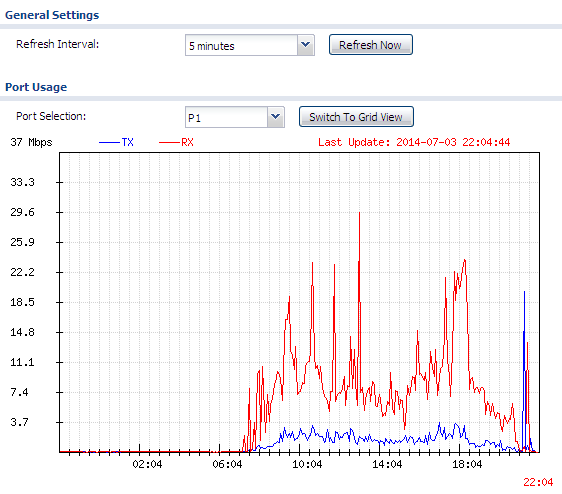 General Settings
Refresh Interval: 5 minutes Refresh Now
Port Usage
Port Selection: P1 Switch To Grid View
37 Mbps TX RX Last Update: 2014-07-03 22:04:44
33.3
29.6
25.9
22.2
18.5
14.8
11.1
7.4
3.7
02:04 06:04 10:04 14:04 18:04
22:04